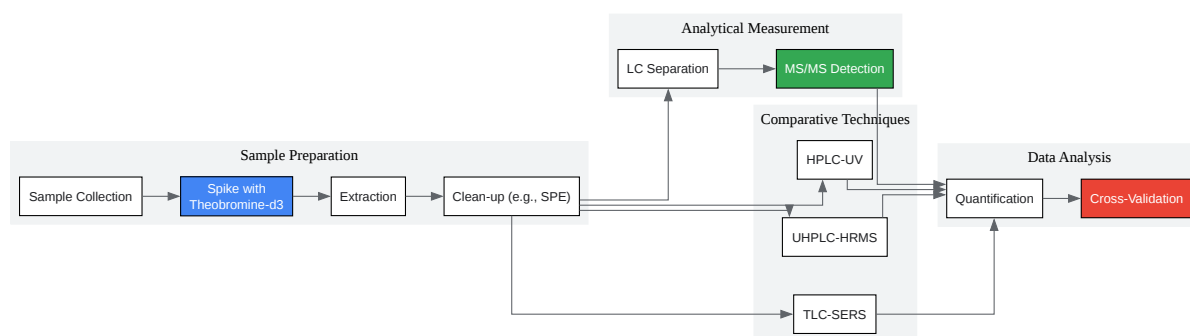 Analytical Measurement
LC Separation
MS/MS Detection
Comparative Techniques
Sample Preparation
HPLC-UV
Data Analysis
Sample Collection
Spike with
Theobromine-d3
Extraction
Clean-up (e.g., SPE)
Quantification
Cross-Validation
UHPLC-HRMS
TLC-SERS